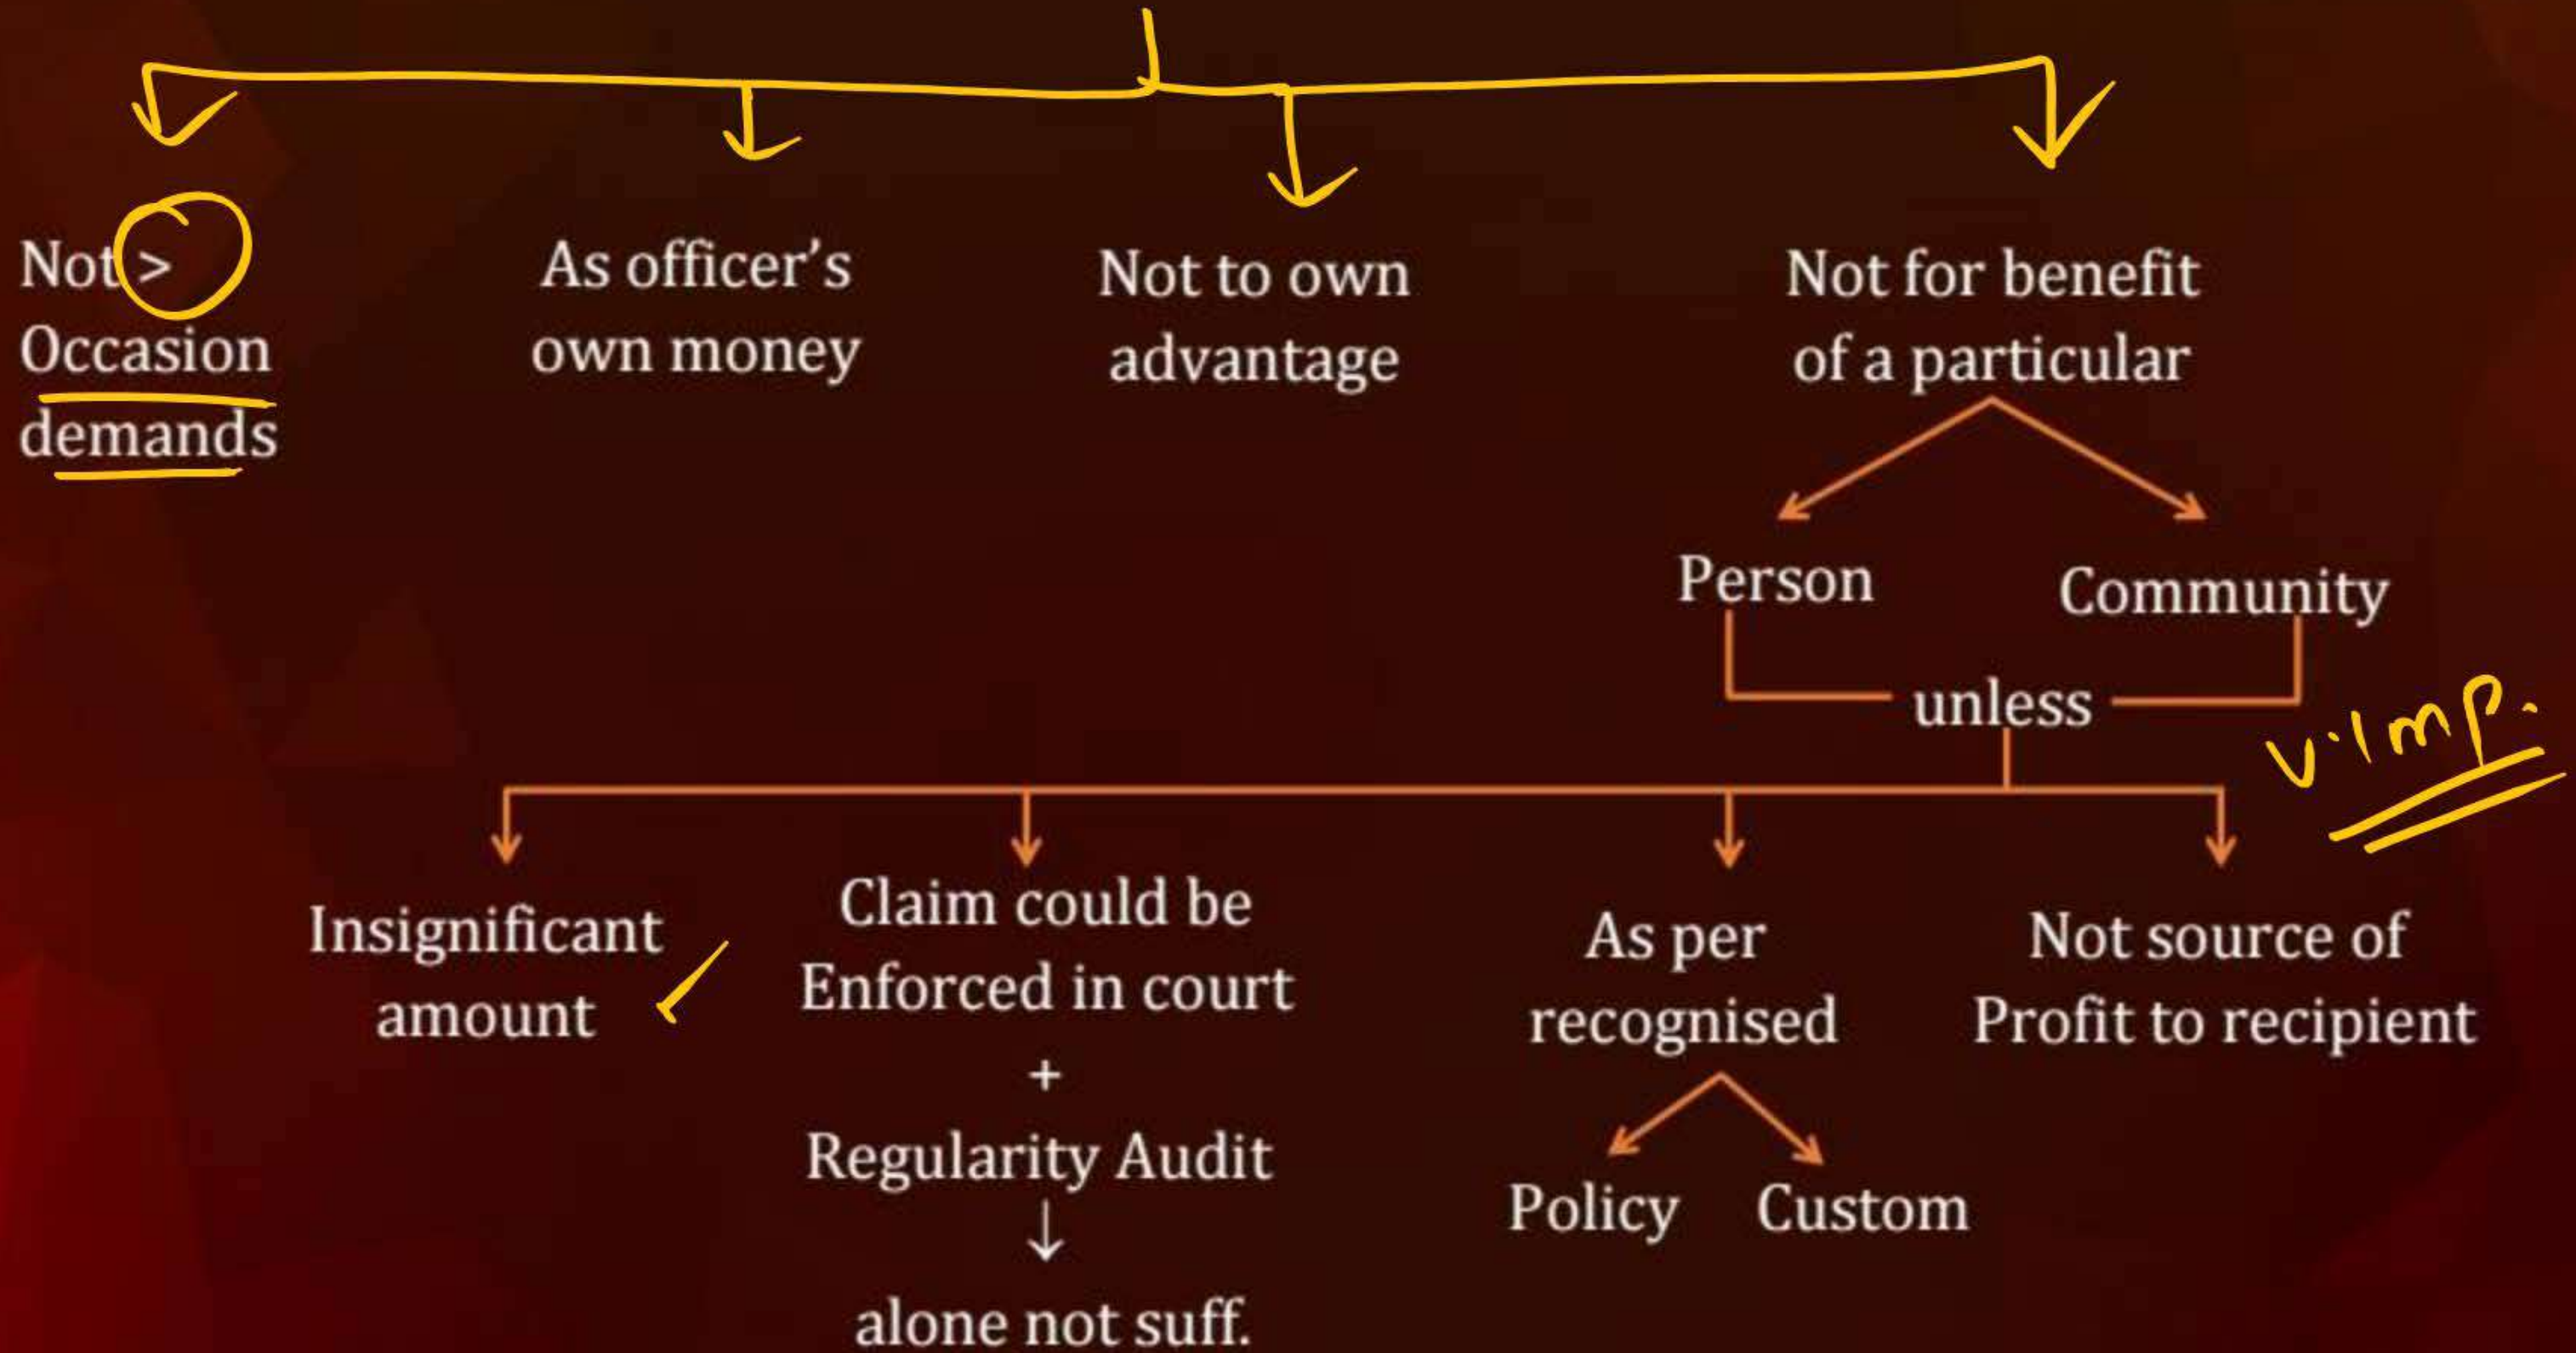 Not >
Occasion
demands
As officer’s
own money
Not to own
advantage
Not for benefit
of a particular
Person
Community
unless
v.Imp.
Insignificant
amount
Claim could be
Enforced in court
+
Regularity Audit
↓
alone not suff.
As per
recognised
Policy
Custom
Not source of
Profit to recipient